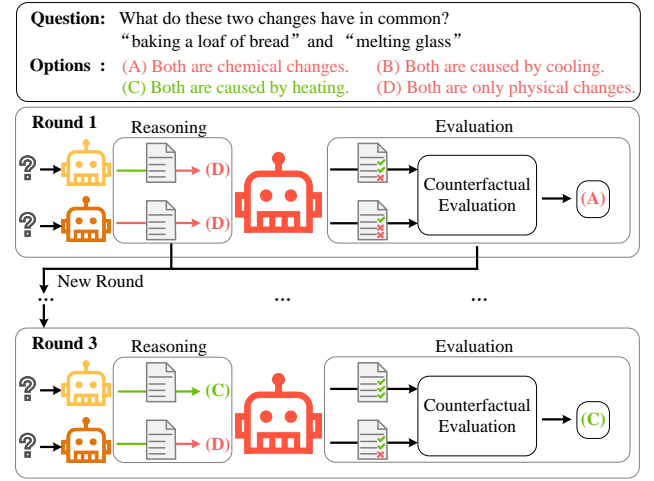 Question: What do these two changes have in common?
“baking a loaf of bread” and “melting glass”
Options : (A) Both are chemical changes. (B) Both are caused by cooling.
(C) Both are caused by heating. (D) Both are only physical changes.
Round 1
Reasoning
Evaluation
? (D)
? (D)
Counterfactual
Evaluation
(A)
New Round
... ... ...
Round 3
Reasoning
Evaluation
? (C)
? (D)
Counterfactual
Evaluation
(C)